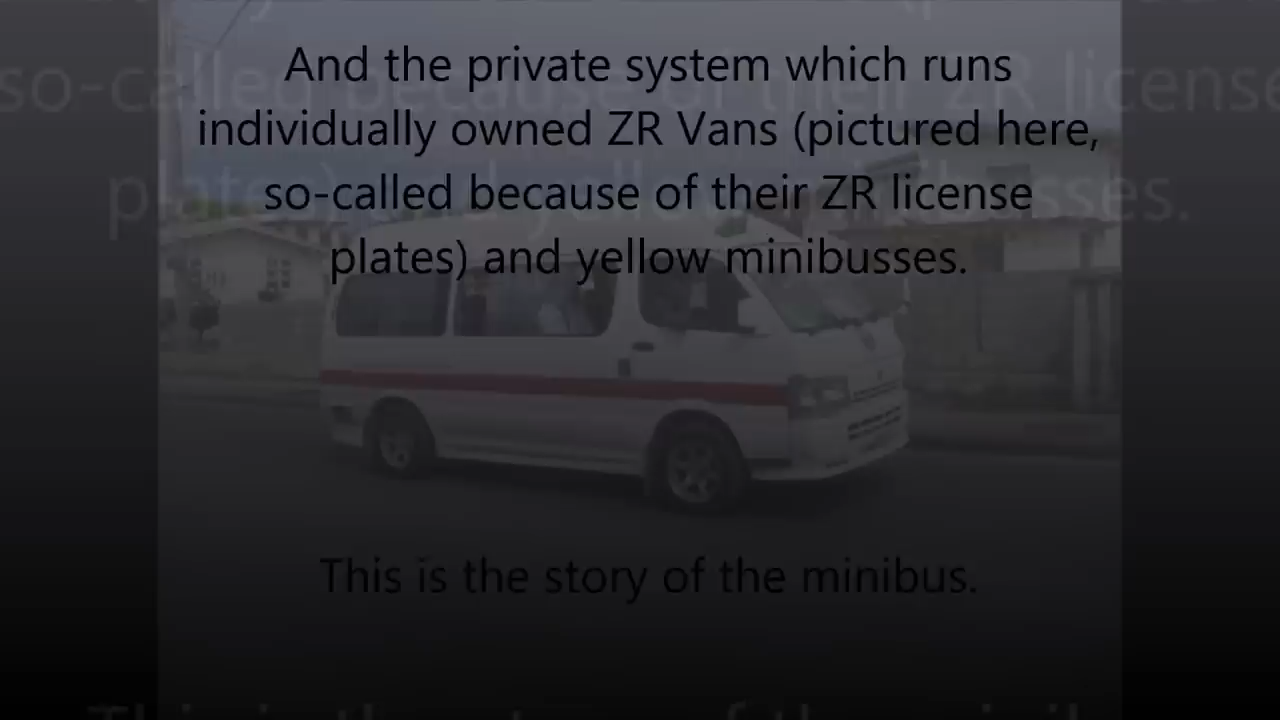 And the private system which runs
individually owned ZR Vans (pictured here,
so-called because of their ZR license
plates) and yellow minibusses.
This is the story of the minibus.